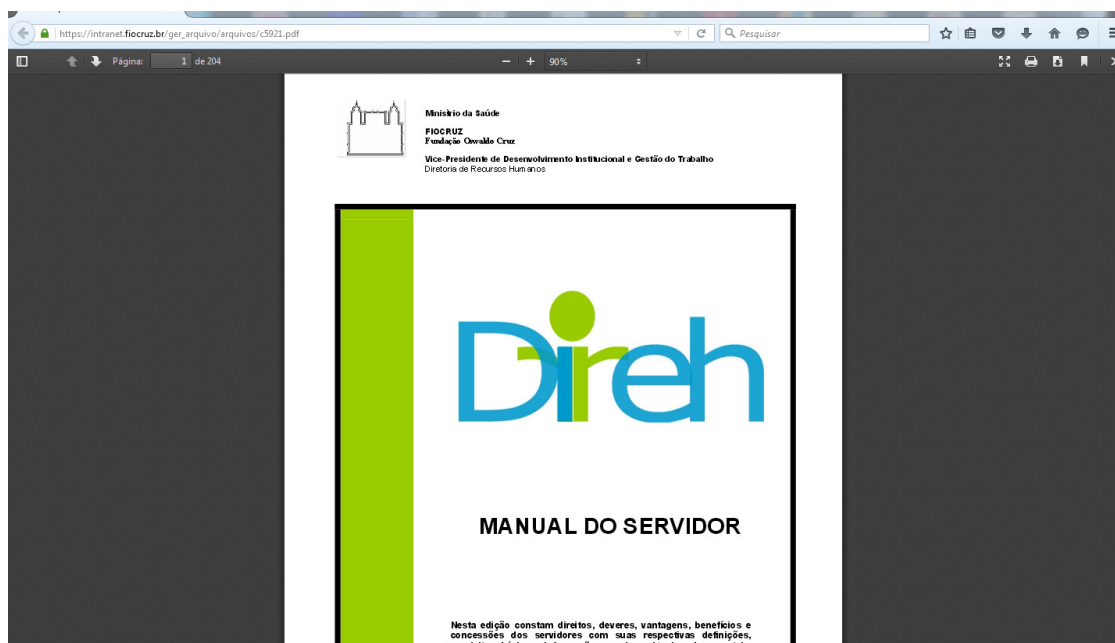 https://intranet.fiocruz.br/ger_arquivo/arquivos/c5921.pdf
Pesquisar
Página: 1 de 204
90%
Ministério da Saúde
FIOCRUZ
Fundação Oswaldo Cruz
Vice-Presidente de Desenvolvimento Institucional e Gestão do Trabalho
Diretoria de Recursos Humanos
Direh
MANUAL DO SERVIDOR
Nesta edição constam direitos, deveres, vantagens, benefícios e
concessões dos servidores com suas respectivas definições,